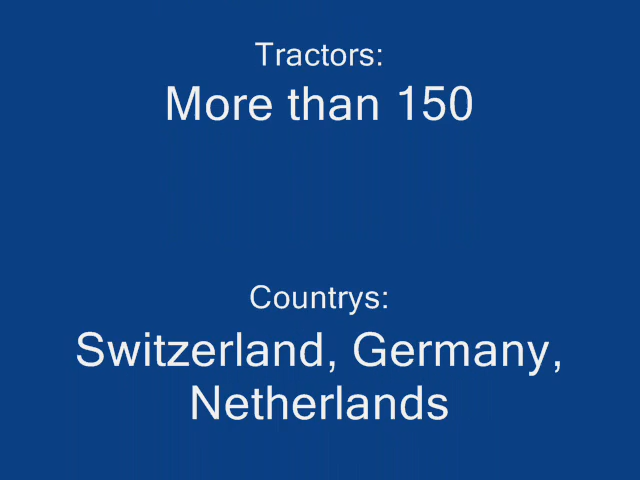 Tractors:
More than 150
Countrys:
Switzerland, Germany,
Netherlands